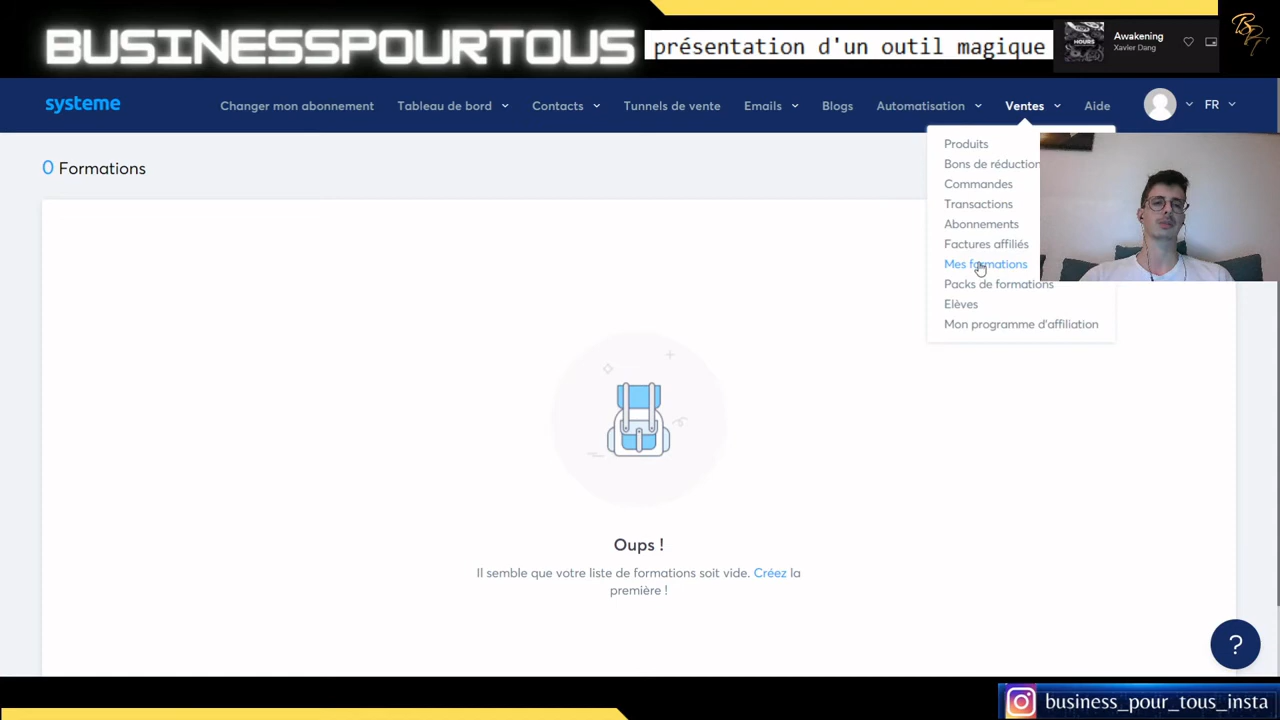 BUSINESSPOURTOUS
présentation d'un outil magique
HOURS
Awakening
Xavier Dang
systeme
Changer mon abonnement
Tableau de bord
Contacts
Tunnels de vente
Emails
Blogs
Automatisation
Ventes
Aide
FR
0 Formations
Produits
Bons de réduction
Commandes
Transactions
Abonnements
Factures affiliés
Mes formations
Packs de formations
Elèves
Mon programme d'affiliation
Oups !
Il semble que votre liste de formations soit vide. Créez la
première !
?
business_pour_tous_insta